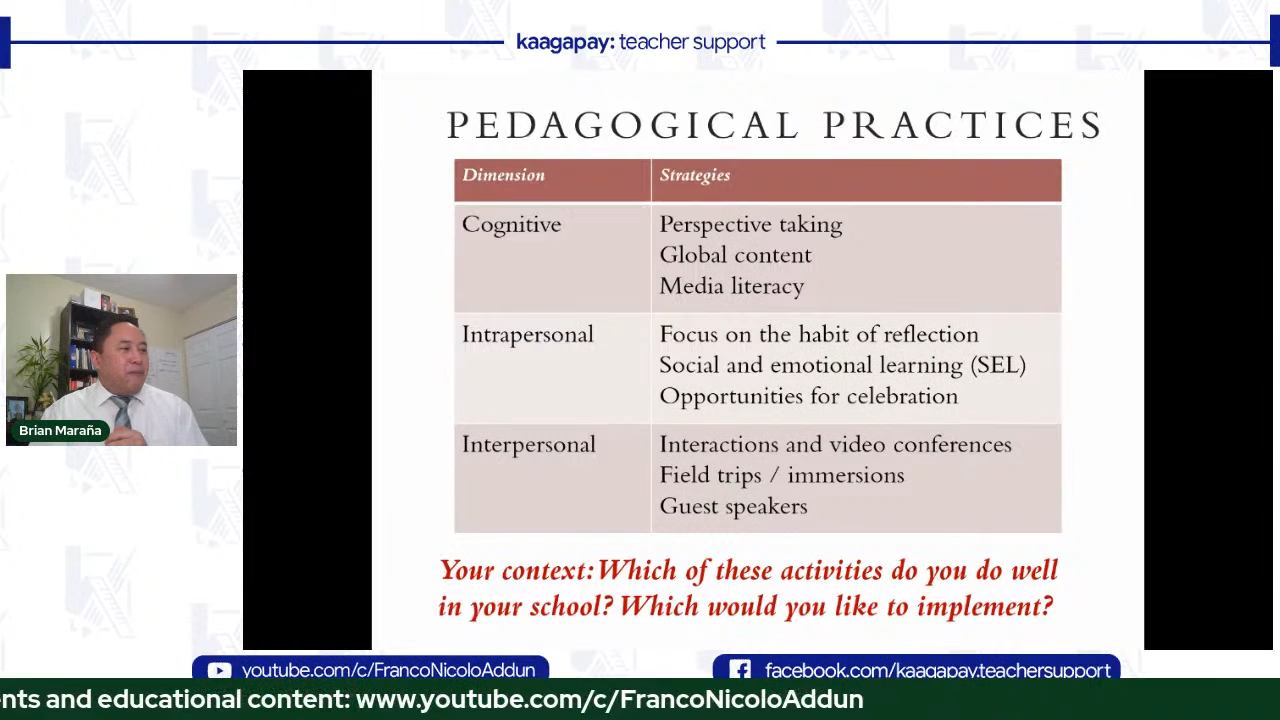 kaagapay: teacher support
PEDAGOGICAL PRACTICES
Dimension Strategies
Cognitive Perspective taking
Global content
Media literacy
Intrapersonal Focus on the habit of reflection
Social and emotional learning (SEL)
Opportunities for celebration
Interpersonal Interactions and video conferences
Field trips / immersions
Guest speakers
Your context: Which of these activities do you do well
in your school? Which would you like to implement?
Brian Maraña
youtube.com/c/FrancoNicoloAddun
facebook.com/kaagapay.teachersupport
nts and educational content: www.youtube.com/c/FrancoNicoloAddun